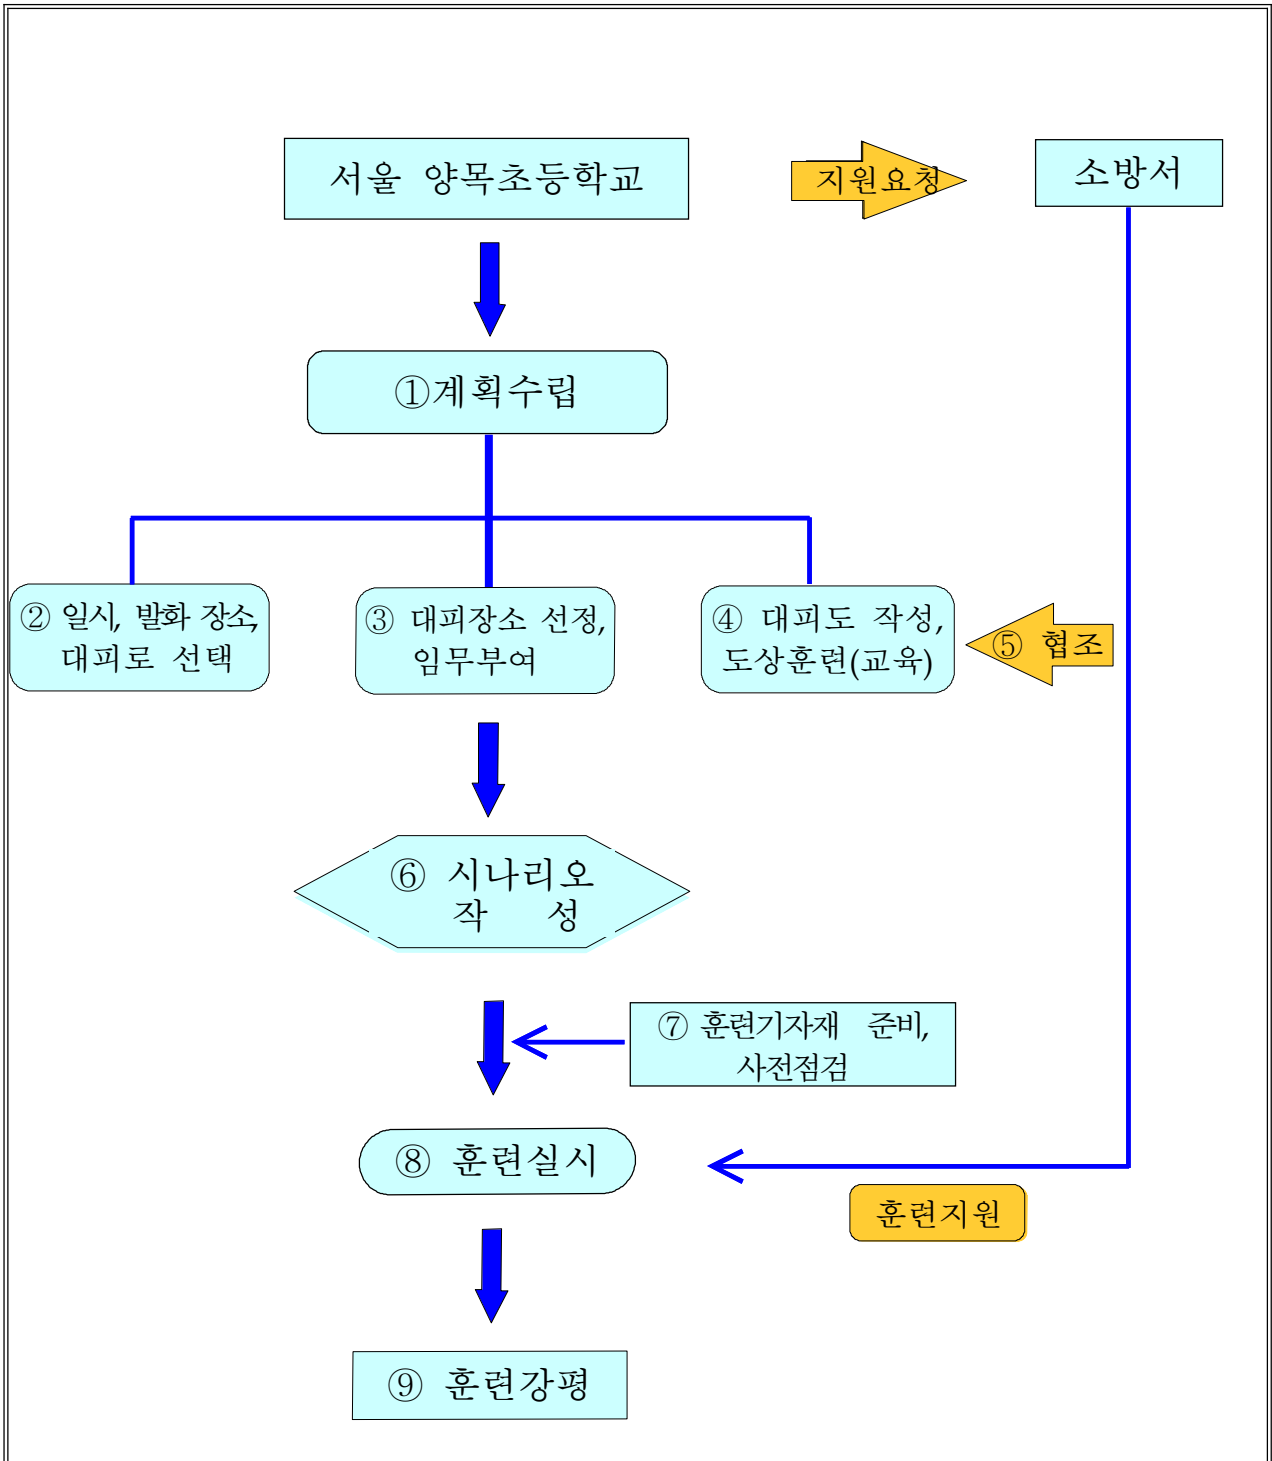 서울 양목초등학교
지원요청
소방서
①계획수립
② 일시, 발화 장소,
대피로 선택
③ 대피장소 선정,
임무부여
④ 대피도 작성,
도상훈련(교육)
⑤ 협조
⑥ 시나리오
작 성
⑦ 훈련기자재 준비,
사전점검
⑧ 훈련실시
훈련지원
⑨ 훈련강평